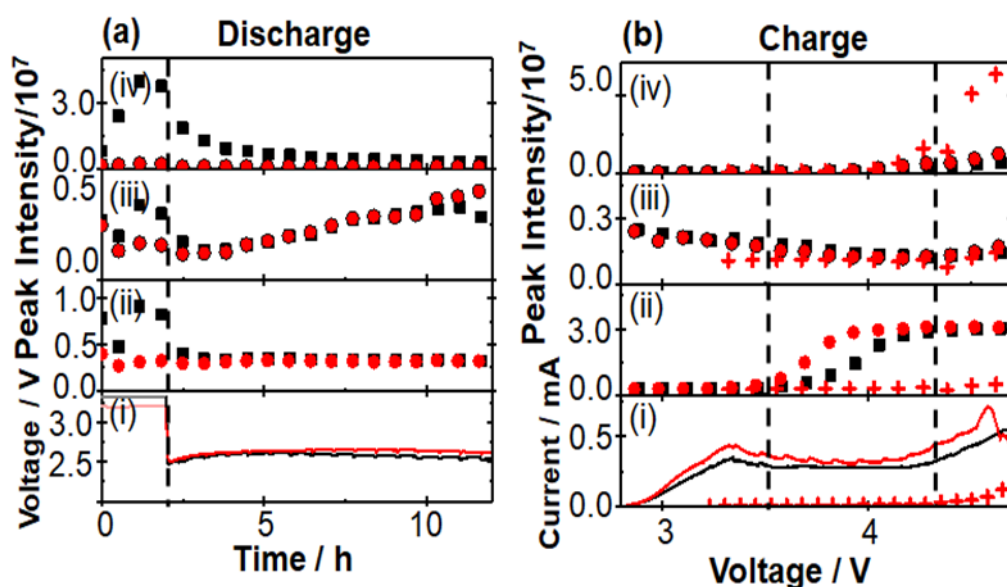 (a) Discharge
(iv)
3.0
0.0
(iii)
0.5
0.0
(ii)
1.0
0.5
0.0
(i)
3.0
2.5
0 5 10
Time / h
Voltage / V Peak Intensity/10⁷
(b) Charge
(iv)
5.0
0.0
(iii)
0.3
0.0
(ii)
3.0
0.0
(i)
0.5
0.0
3 4
Voltage / V
Current / mA Peak Intensity/10⁷